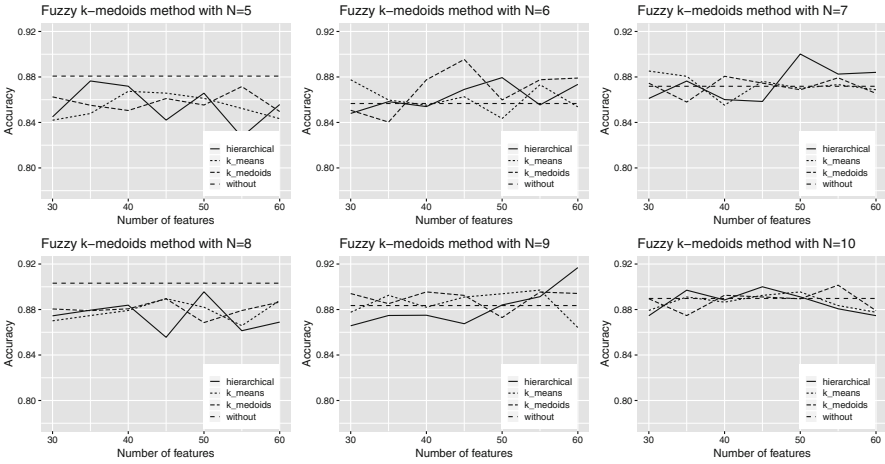 Fuzzy k−medoids method with N=5
Accuracy
0.92
0.88
0.84
0.80
hierarchical
k_means
k_medoids
without
30 40 50 60
Number of features
Fuzzy k−medoids method with N=6
Accuracy
0.92
0.88
0.84
0.80
hierarchical
k_means
k_medoids
without
30 40 50 60
Number of features
Fuzzy k−medoids method with N=7
Accuracy
0.92
0.88
0.84
0.80
hierarchical
k_means
k_medoids
without
30 40 50 60
Number of features
Fuzzy k−medoids method with N=8
Accuracy
0.92
0.88
0.84
0.80
hierarchical
k_means
k_medoids
without
30 40 50 60
Number of features
Fuzzy k−medoids method with N=9
Accuracy
0.92
0.88
0.84
0.80
hierarchical
k_means
k_medoids
without
30 40 50 60
Number of features
Fuzzy k−medoids method with N=10
Accuracy
0.92
0.88
0.84
0.80
hierarchical
k_means
k_medoids
without
30 40 50 60
Number of features